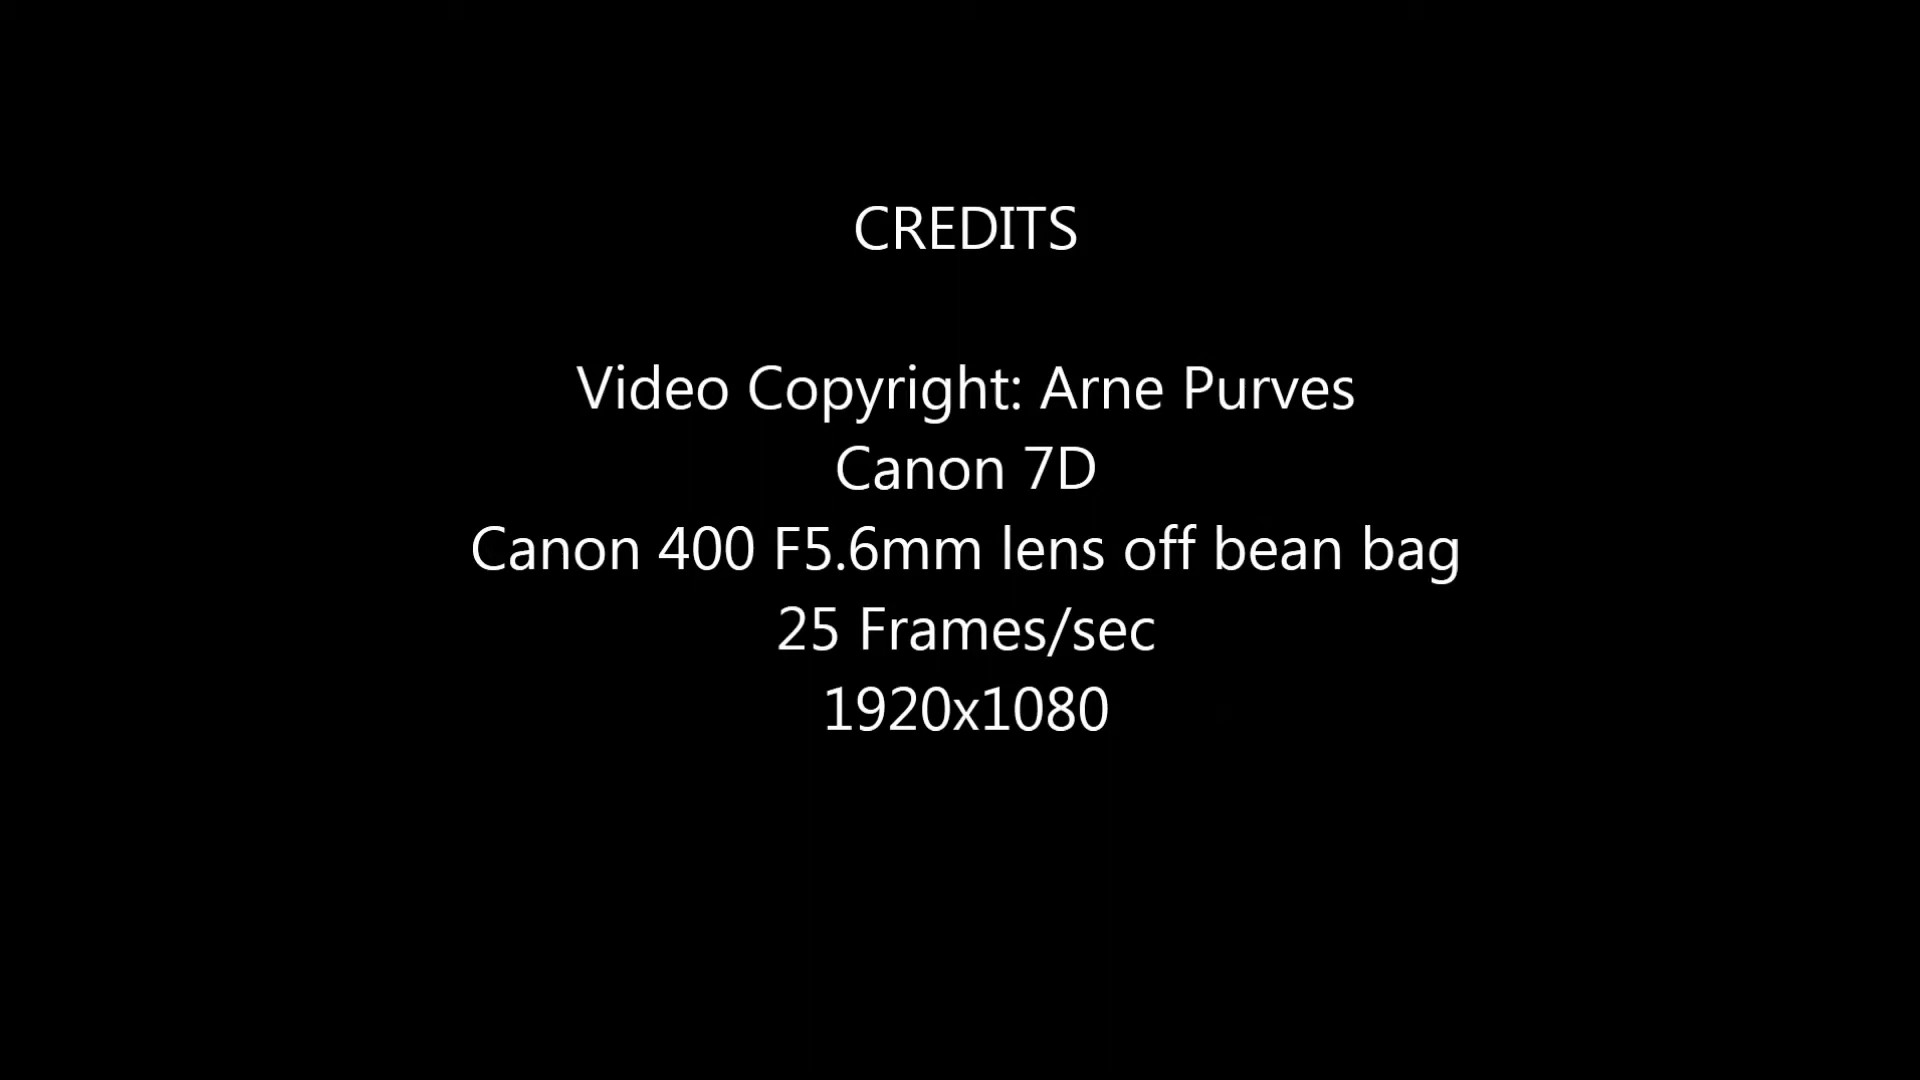 CREDITS
Video Copyright: Arne Purves
Canon 7D
Canon 400 F5.6mm lens off bean bag
25 Frames/sec
1920x1080